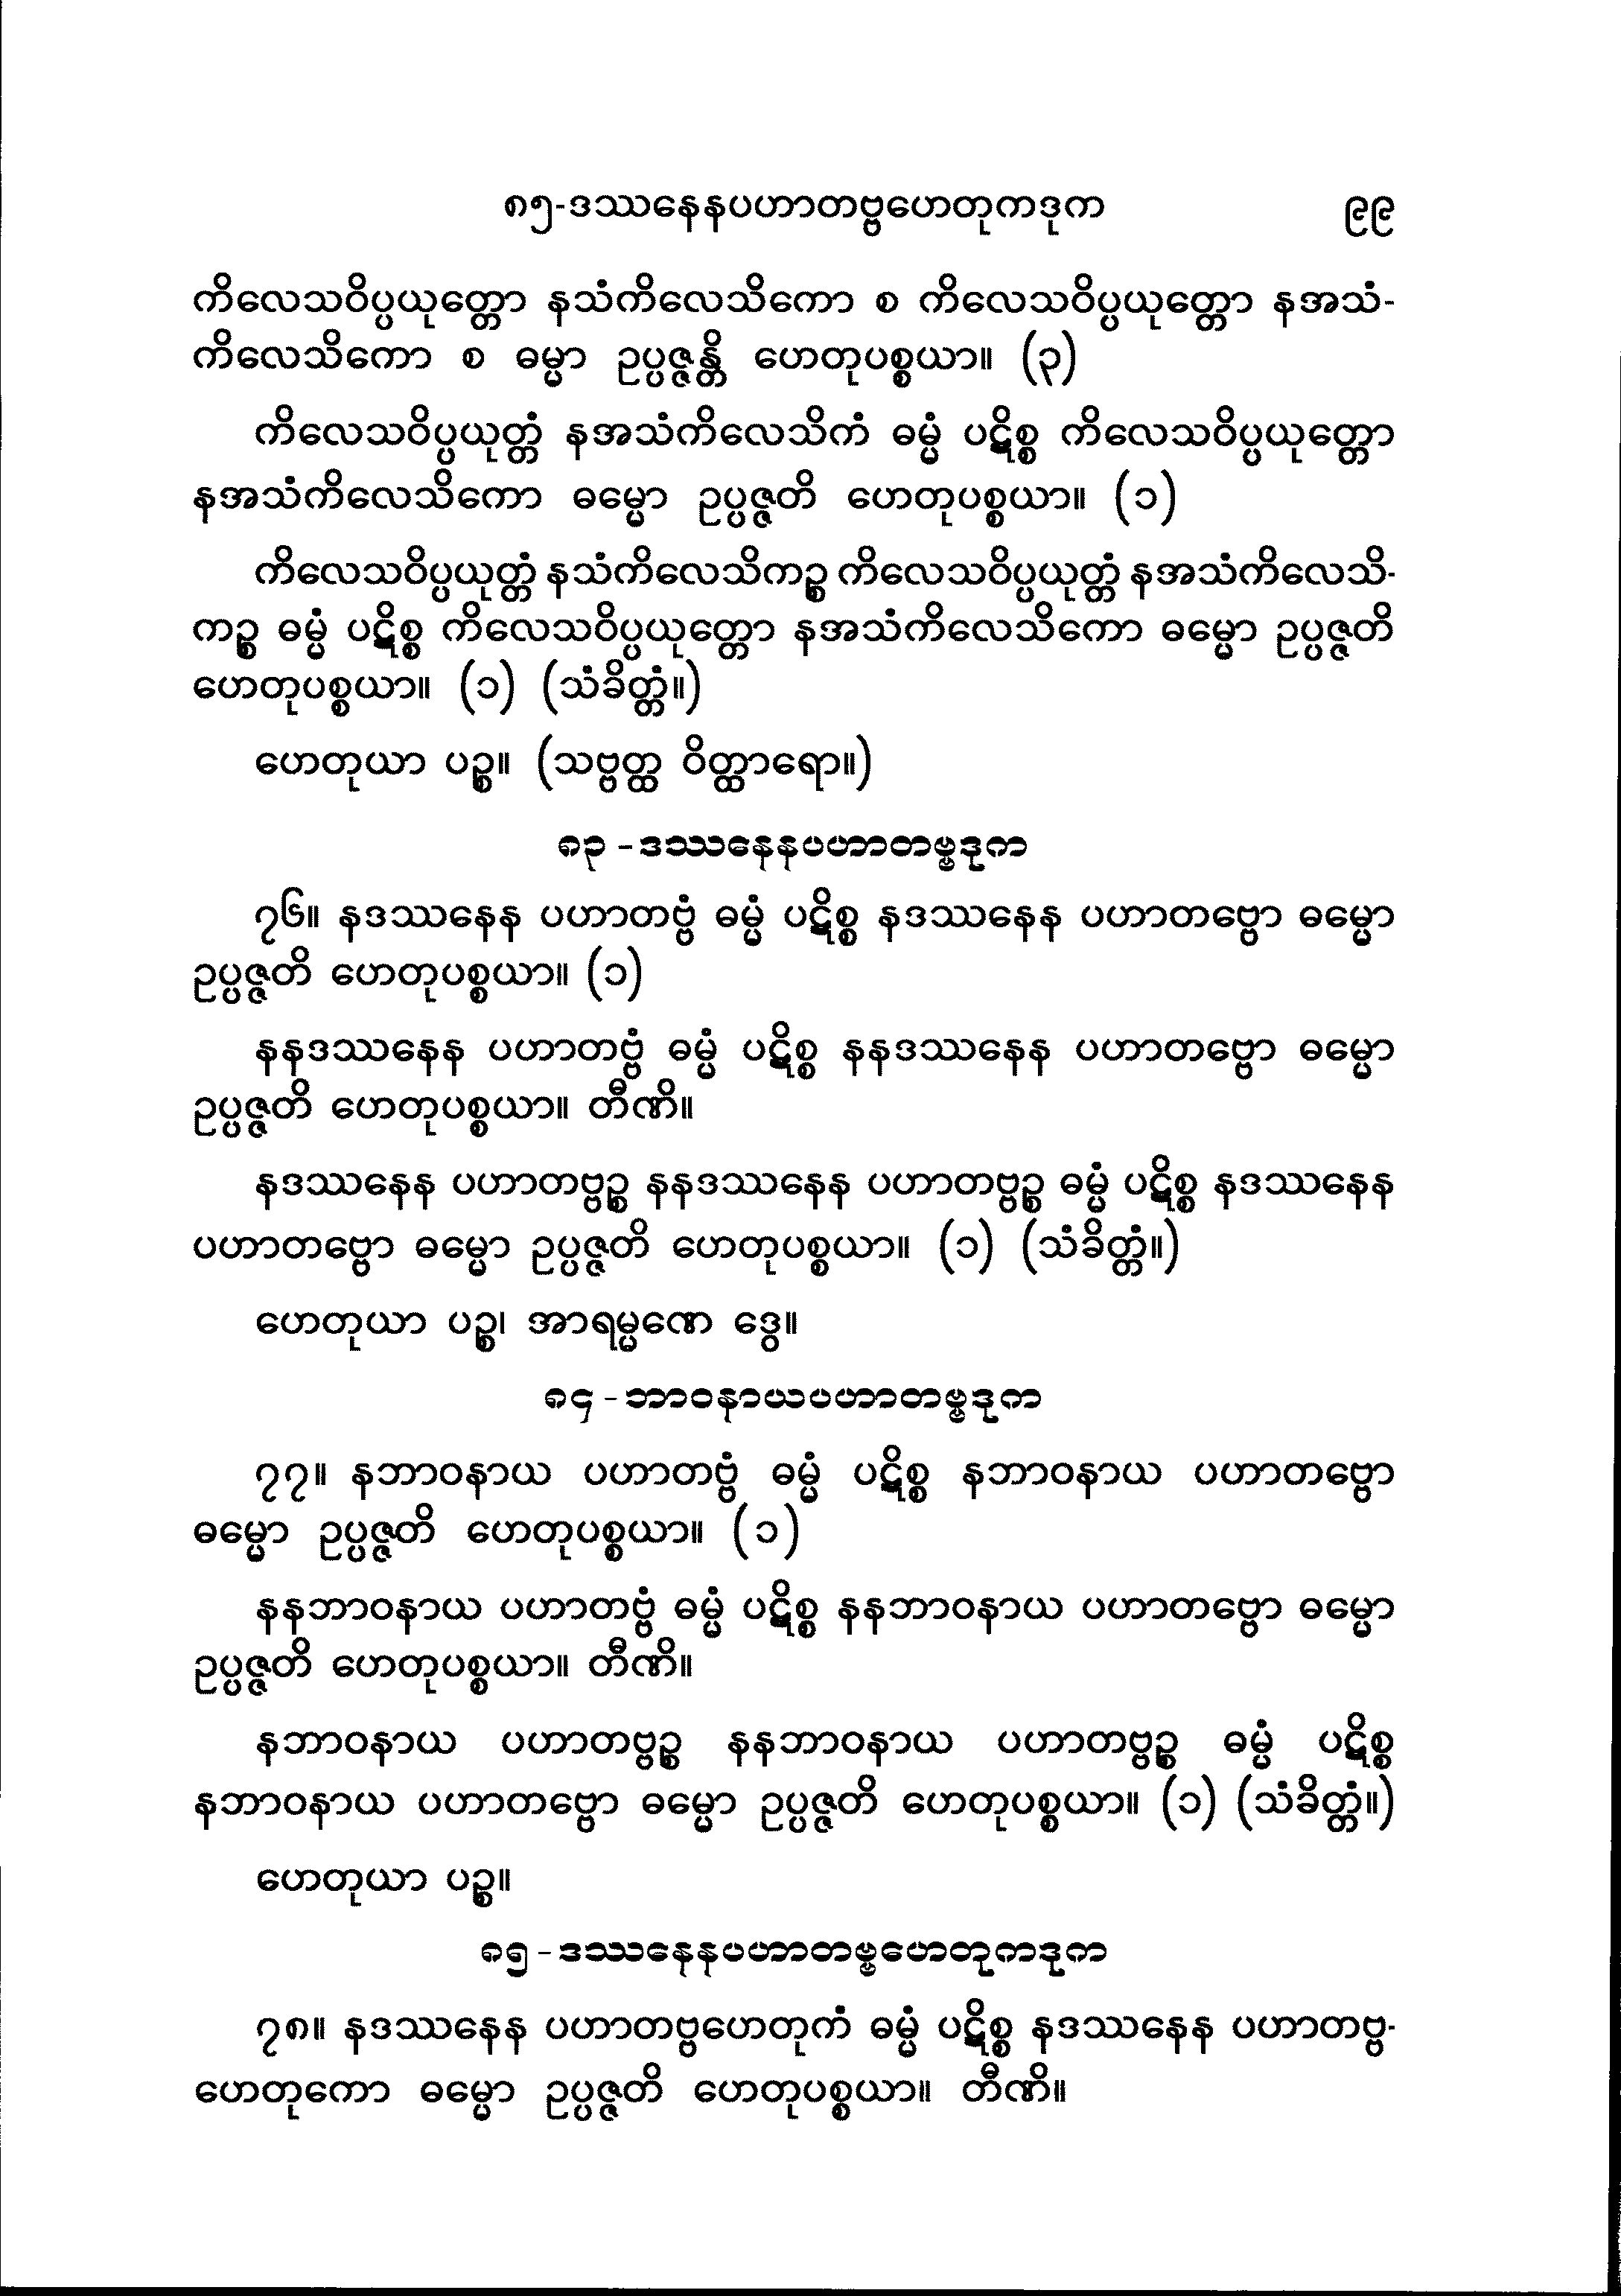 ၈၅-ဒဿနေနပဟာတဗ္ဗဟေတုကဒုက ၉၉
ကိလေသဝိပ္ပယုတ္တော နသံကိလေသိကော စ ကိလေသဝိပ္ပယုတ္တော နအသံ-
ကိလေသိကော စ ဓမ္မာ ဥပ္ပဇ္ဇန္တိ ဟေတုပစ္စယာ။ (၃)
ကိလေသဝိပ္ပယုတ္တံ နအသံကိလေသိကံ ဓမ္မံ ပဋိစ္စ ကိလေသဝိပ္ပယုတ္တော
နအသံကိလေသိကော ဓမ္မော ဥပ္ပဇ္ဇတိ ဟေတုပစ္စယာ။ (၁)
ကိလေသဝိပ္ပယုတ္တံ နသံကိလေသိကဉ္စ ကိလေသဝိပ္ပယုတ္တံ နအသံကိလေသိ-
ကဉ္စ ဓမ္မံ ပဋိစ္စ ကိလေသဝိပ္ပယုတ္တော နအသံကိလေသိကော ဓမ္မော ဥပ္ပဇ္ဇတိ
ဟေတုပစ္စယာ။ (၁) (သံခိတ္တံ။)
ဟေတုယာ ပဉ္စ။ (သဗ္ဗတ္ထ ဝိတ္ထာရော။)
၈၃ - ဒဿနေနပဟာတဗ္ဗဒုက
၇၆။ နဒဿနေန ပဟာတဗ္ဗံ ဓမ္မံ ပဋိစ္စ နဒဿနေန ပဟာတဗ္ဗော ဓမ္မော
ဥပ္ပဇ္ဇတိ ဟေတုပစ္စယာ။ (၁)
နနဒဿနေန ပဟာတဗ္ဗံ ဓမ္မံ ပဋိစ္စ နနဒဿနေန ပဟာတဗ္ဗော ဓမ္မော
ဥပ္ပဇ္ဇတိ ဟေတုပစ္စယာ။ တီဏိ။
နဒဿနေန ပဟာတဗ္ဗဉ္စ နနဒဿနေန ပဟာတဗ္ဗဉ္စ ဓမ္မံ ပဋိစ္စ နဒဿနေန
ပဟာတဗ္ဗော ဓမ္မော ဥပ္ပဇ္ဇတိ ဟေတုပစ္စယာ။ (၁) (သံခိတ္တံ။)
ဟေတုယာ ပဉ္စ၊ အာရမ္မဏေ ဒွေ။
၈၄ - ဘာဝနာယပဟာတဗ္ဗဒုက
၇၇။ နဘာဝနာယ ပဟာတဗ္ဗံ ဓမ္မံ ပဋိစ္စ နဘာဝနာယ ပဟာတဗ္ဗော
ဓမ္မော ဥပ္ပဇ္ဇတိ ဟေတုပစ္စယာ။ (၁)
နနဘာဝနာယ ပဟာတဗ္ဗံ ဓမ္မံ ပဋိစ္စ နနဘာဝနာယ ပဟာတဗ္ဗော ဓမ္မော
ဥပ္ပဇ္ဇတိ ဟေတုပစ္စယာ။ တီဏိ။
နဘာဝနာယ ပဟာတဗ္ဗဉ္စ နနဘာဝနာယ ပဟာတဗ္ဗဉ္စ ဓမ္မံ ပဋိစ္စ
နဘာဝနာယ ပဟာတဗ္ဗော ဓမ္မော ဥပ္ပဇ္ဇတိ ဟေတုပစ္စယာ။ (၁) (သံခိတ္တံ။)
ဟေတုယာ ပဉ္စ။
၈၅ - ဒဿနေနပဟာတဗ္ဗဟေတုကဒုက
၇၈။ နဒဿနေန ပဟာတဗ္ဗဟေတုကံ ဓမ္မံ ပဋိစ္စ နဒဿနေန ပဟာတဗ္ဗ-
ဟေတုကော ဓမ္မော ဥပ္ပဇ္ဇတိ ဟေတုပစ္စယာ။ တီဏိ။